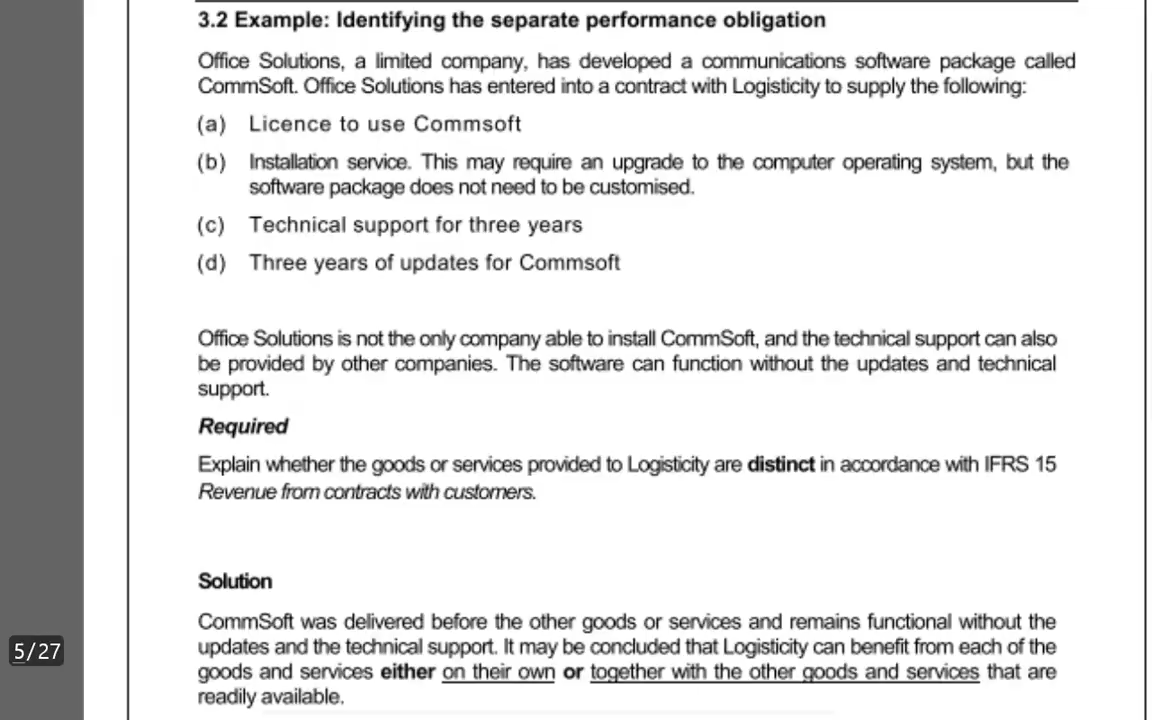 3.2 Example: Identifying the separate performance obligation
Office Solutions, a limited company, has developed a communications software package called
CommSoft. Office Solutions has entered into a contract with Logisticity to supply the following:
(a) Licence to use Commsoft
(b) Installation service. This may require an upgrade to the computer operating system, but the
software package does not need to be customised.
(c) Technical support for three years
(d) Three years of updates for Commsoft
Office Solutions is not the only company able to install CommSoft, and the technical support can also
be provided by other companies. The software can function without the updates and technical
support.
Required
Explain whether the goods or services provided to Logisticity are distinct in accordance with IFRS 15
Revenue from contracts with customers.
Solution
CommSoft was delivered before the other goods or services and remains functional without the
5/27
updates and the technical support. It may be concluded that Logisticity can benefit from each of the
goods and services either on their own or together with the other goods and services that are
readily available.